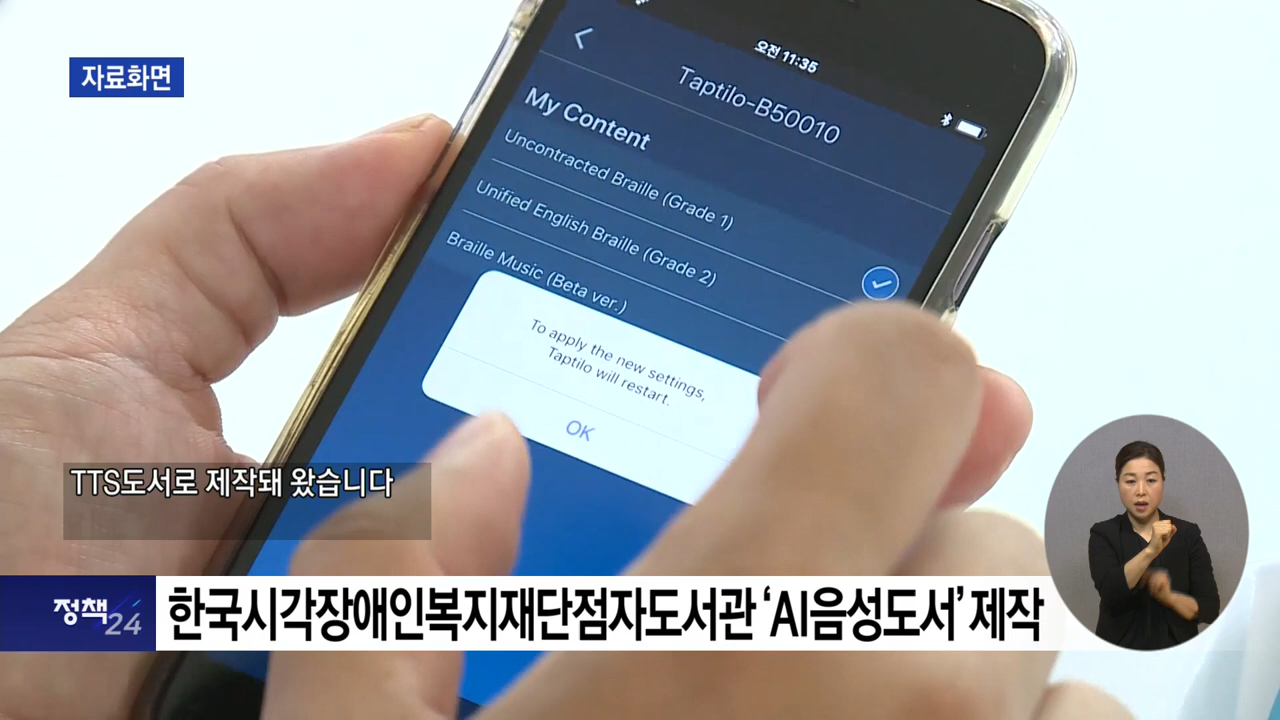 자료화면
오전 11:35
Taptilo-B50010
My Content
Uncontracted Braille (Grade 1)
Unified English Braille (Grade 2)
Braille Music (Beta ver.)
To apply the new settings,
Taptilo will restart.
OK
TTS도서로 제작돼 왔습니다
정책24
한국시각장애인복지재단점자도서관 ‘AI음성도서’ 제작